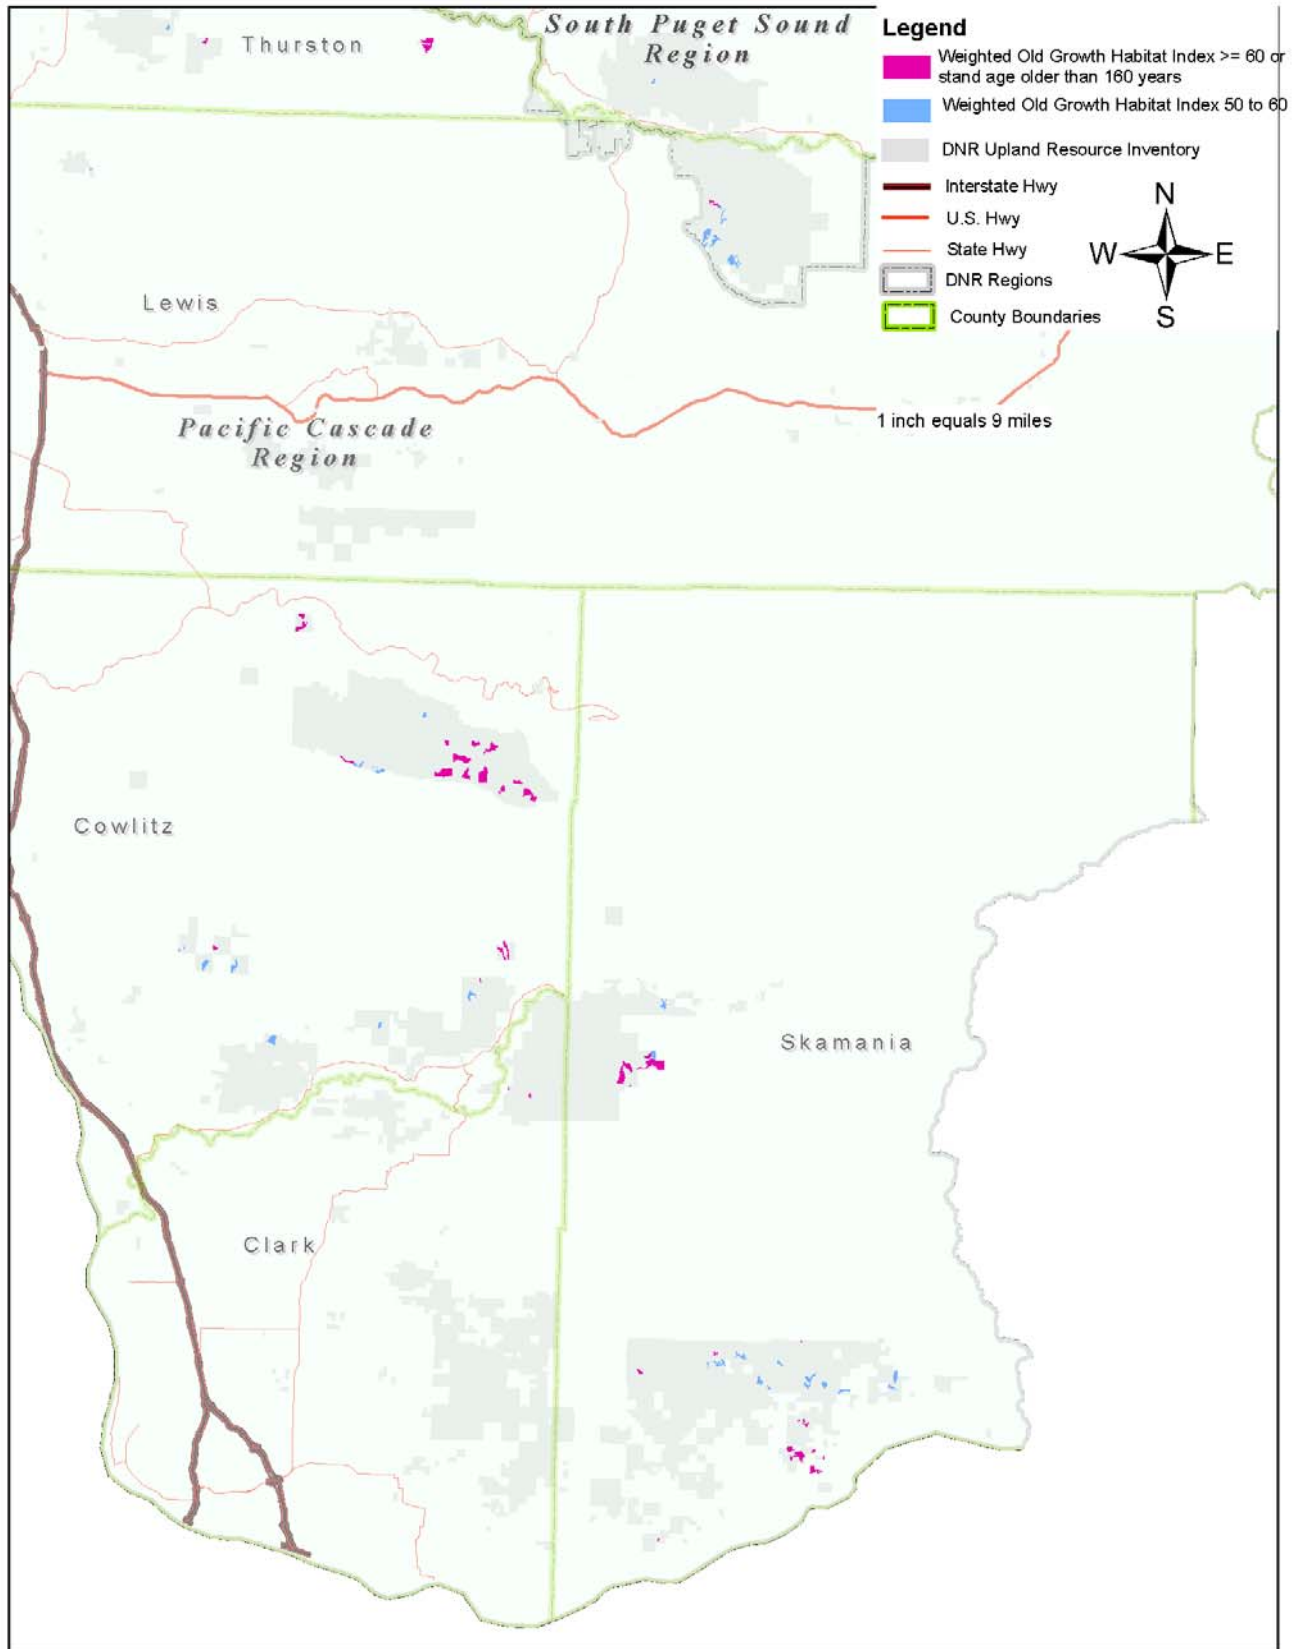 Thurston
South Puget Sound
Region
Legend
Weighted Old Growth Habitat Index >= 60 or
stand age older than 160 years
Weighted Old Growth Habitat Index 50 to 60
DNR Upland Resource Inventory
Interstate Hwy
U.S. Hwy
State Hwy
DNR Regions
County Boundaries
N
W
E
S
Lewis
1 inch equals 9 miles
Pacific Cascade
Region
Cowlitz
Skamania
Clark